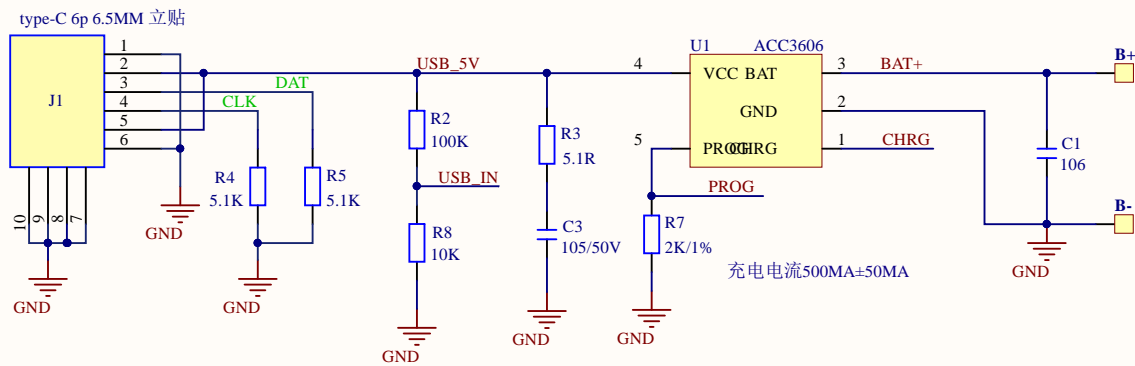 type-C 6p 6.5MM 立贴
J1
1
2
3
4
5
6
10
9
8
7
GND
GND
DAT
CLK
R4
5.1K
R5
5.1K
GND
USB_5V
R2
100K
USB_IN
R8
10K
GND
R3
5.1R
C3
105/50V
GND
U1
ACC3606
4
VCC
BAT
3
BAT+
GND
2
5
PROG
CHRG
1
CHRG
PROG
R7
2K/1%
GND
充电电流500MA±50MA
C1
106
GND
B+
B-